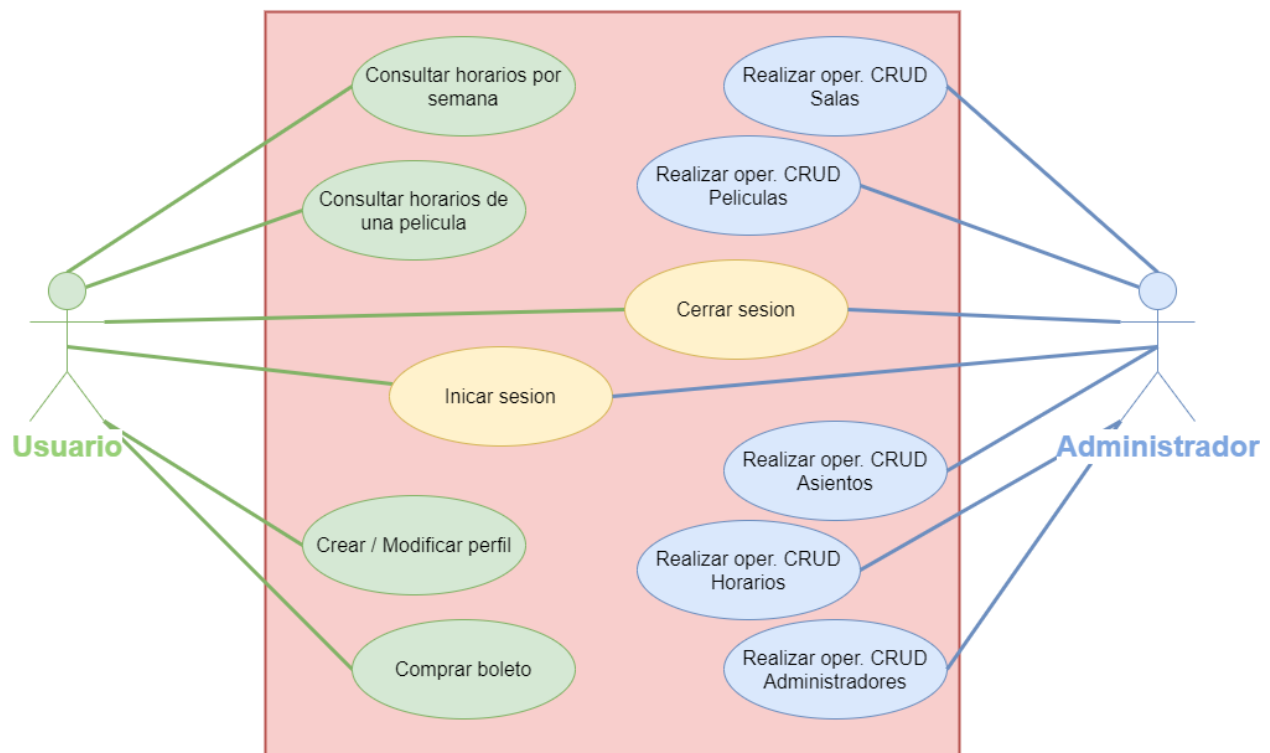 Consultar horarios por
semana
Realizar oper. CRUD
Salas
Realizar oper. CRUD
Peliculas
Consultar horarios de
una pelicula
Cerrar sesion
Inicar sesion
Usuario
Administrador
Realizar oper. CRUD
Asientos
Crear / Modificar perfil
Realizar oper. CRUD
Horarios
Comprar boleto
Realizar oper. CRUD
Administradores